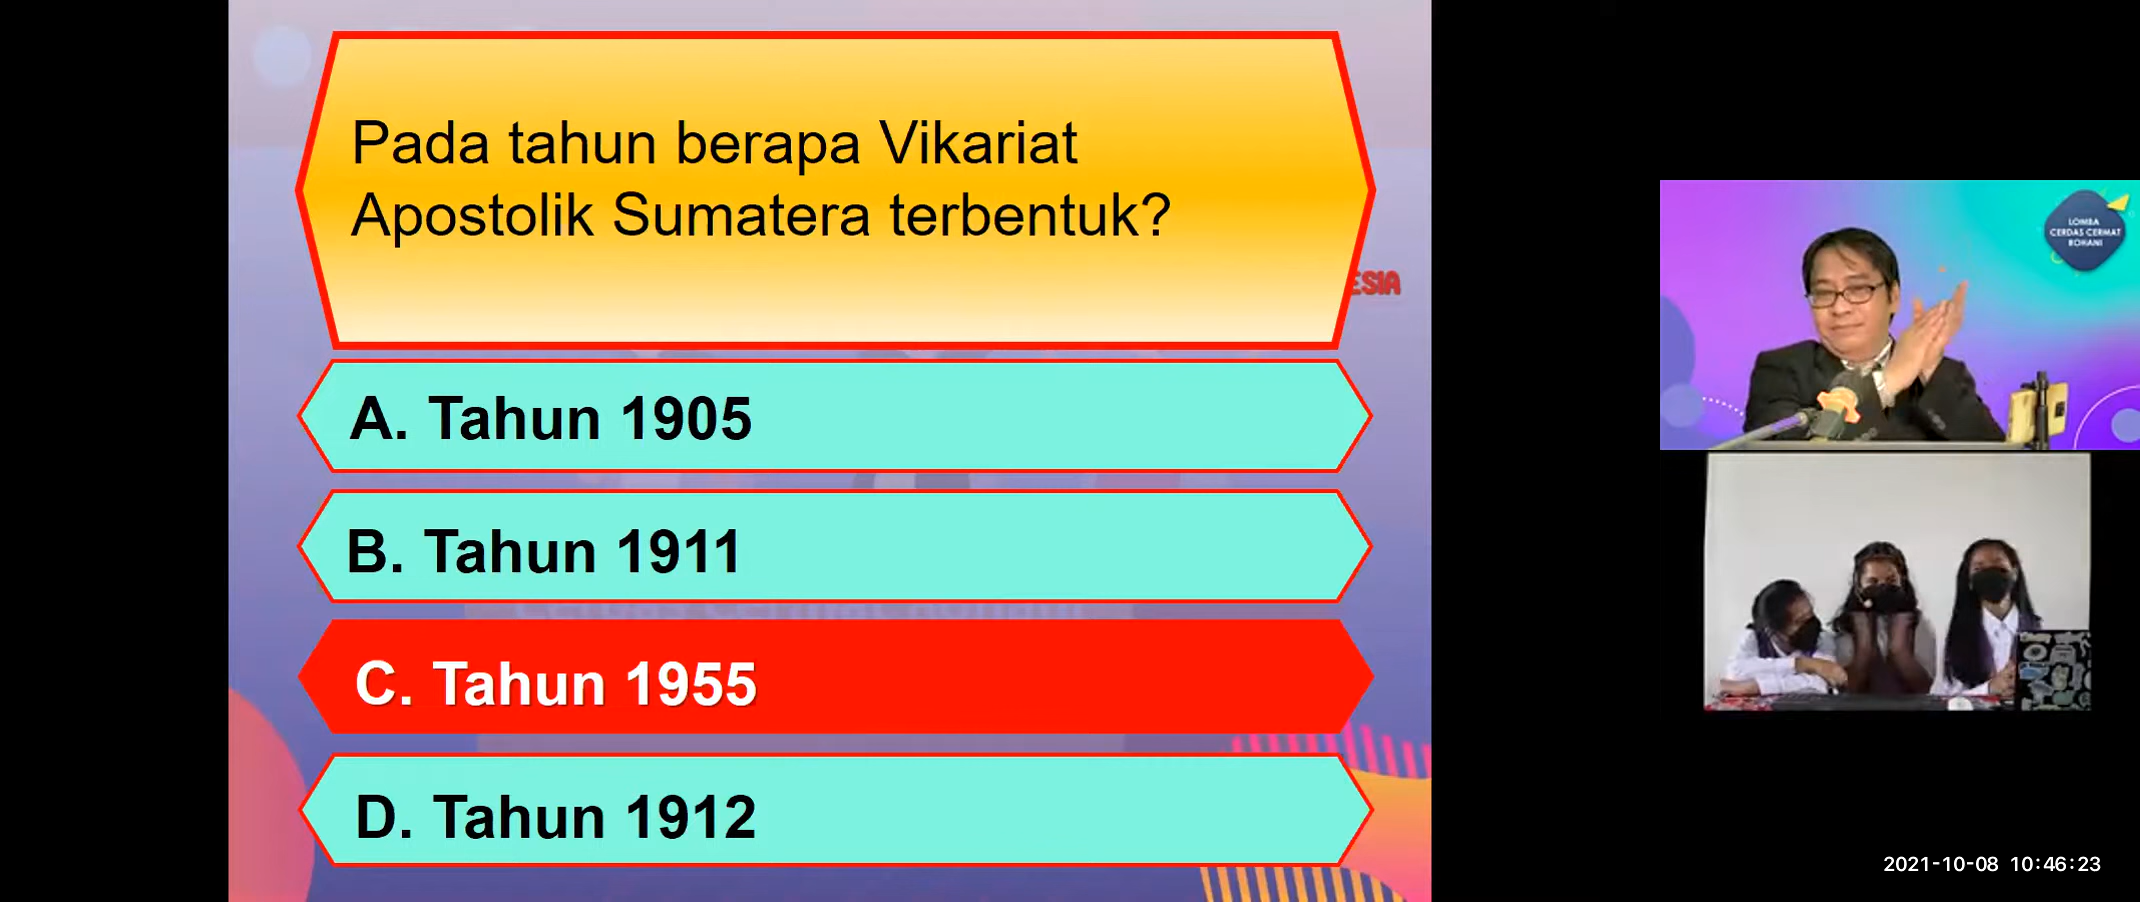 Pada tahun berapa Vikariat
Apostolik Sumatera terbentuk?
ESIA
A. Tahun 1905
B. Tahun 1911
C. Tahun 1955
D. Tahun 1912
LOMBA
CERDAS CERMAT
ROHANI
2021-10-08 10:46:23